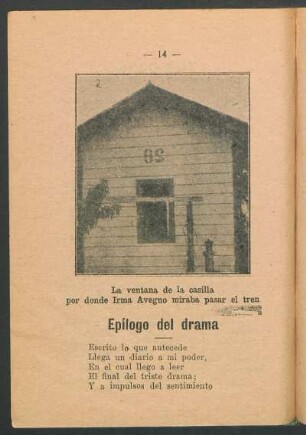 — 14 —
2
28
La ventana de la casilla
por donde Irma Avegno miraba pasar el tren
Epílogo del drama
Escrito lo que antecede
Llega un diario a mi poder,
En el cual llego a leer
El final del triste drama;
Y a impulsos del sentimiento